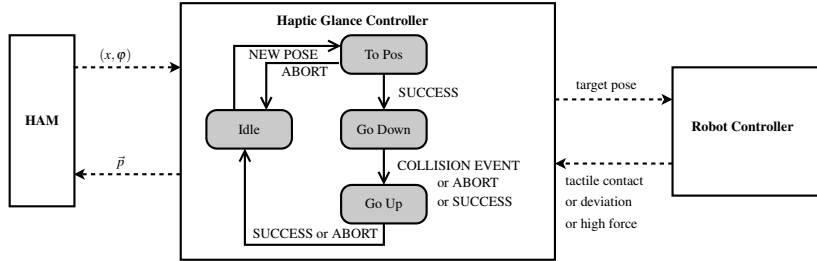 Haptic Glance Controller
(x, φ)
HAM
p⃗
NEW POSE
ABORT
To Pos
SUCCESS
Idle
Go Down
COLLISION EVENT
or ABORT
or SUCCESS
Go Up
SUCCESS or ABORT
target pose
Robot Controller
tactile contact
or deviation
or high force